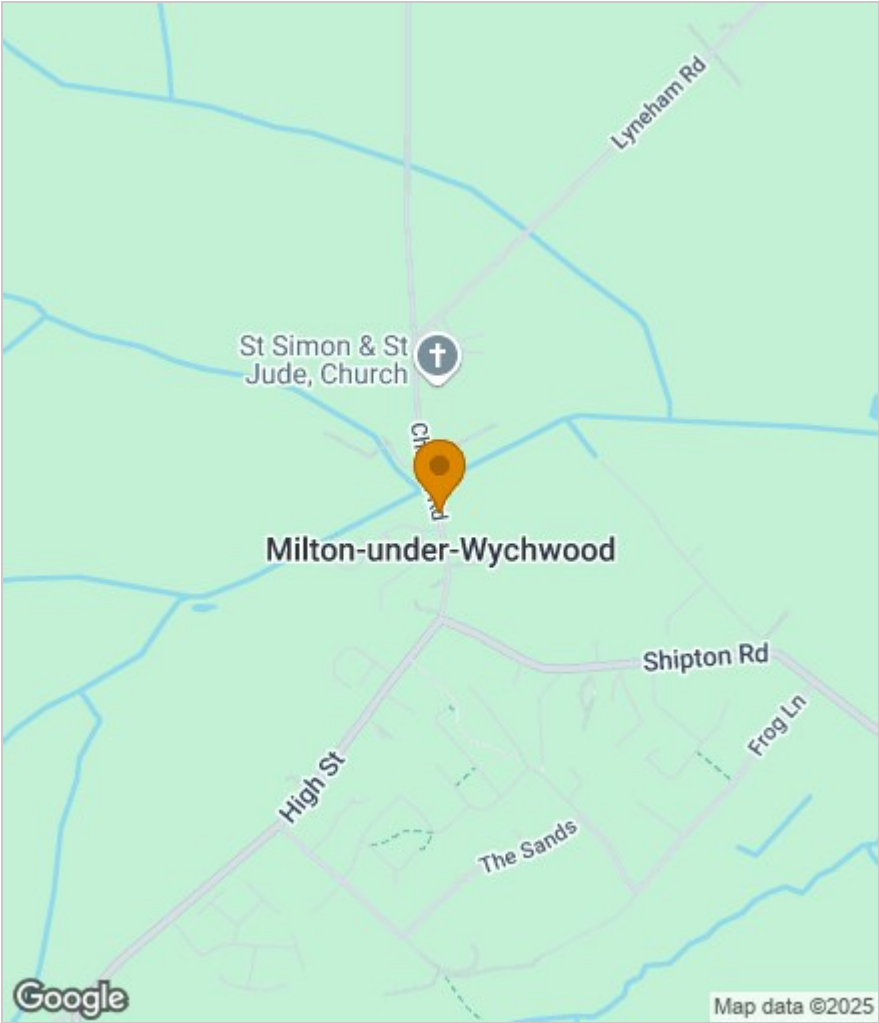 Lyneham Rd
St Simon & St
Jude, Church
Milton-under-Wychwood
Shipton Rd
Frog Ln
High St
The Sands
Google
Map data ©2025